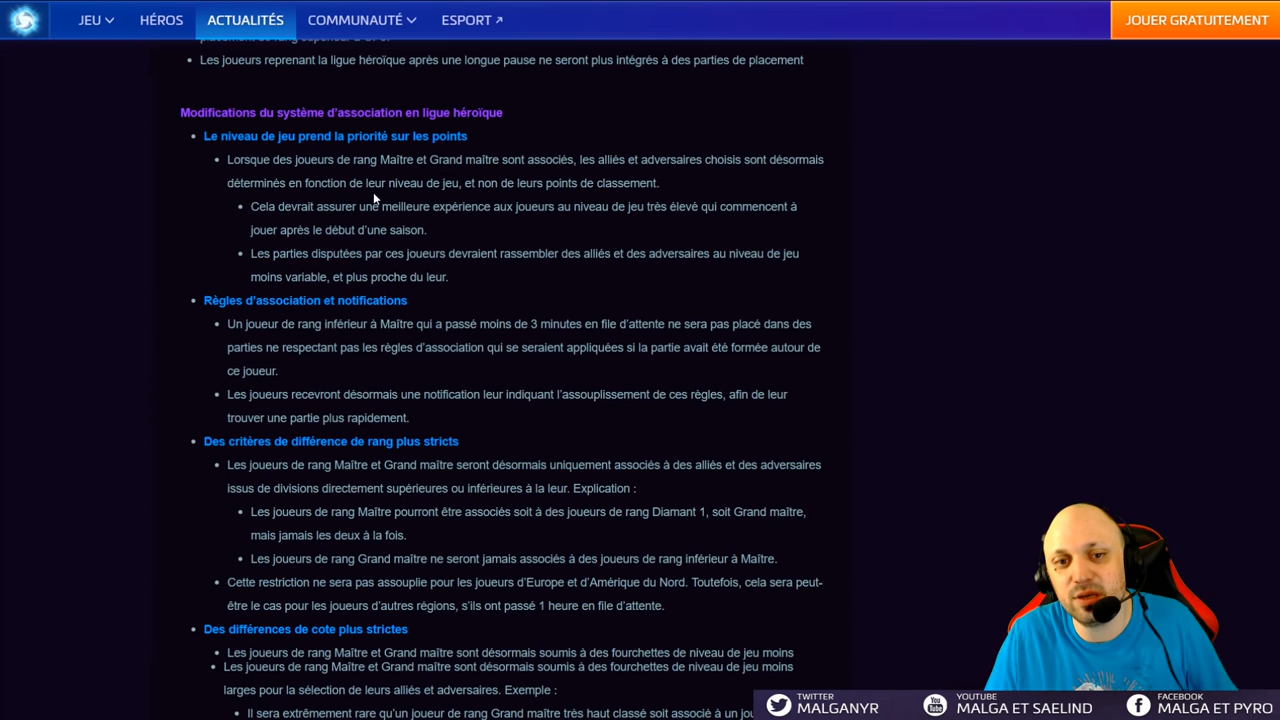 JEU HÉROS ACTUALITÉS COMMUNAUTÉ ESPORT JOUER GRATUITEMENT
Les joueurs reprenant la ligue héroïque après une longue pause ne seront plus intégrés à des parties de placement
Modifications du système d'association en ligue héroïque
Le niveau de jeu prend la priorité sur les points
Lorsque des joueurs de rang Maître et Grand maître sont associés, les alliés et adversaires choisis sont désormais
déterminés en fonction de leur niveau de jeu, et non de leurs points de classement.
Cela devrait assurer une meilleure expérience aux joueurs au niveau de jeu très élevé qui commencent à
jouer après le début d'une saison.
Les parties disputées par ces joueurs devraient rassembler des alliés et des adversaires au niveau de jeu
moins variable, et plus proche du leur.
Règles d'association et notifications
Un joueur de rang inférieur à Maître qui a passé moins de 3 minutes en file d'attente ne sera pas placé dans des
parties ne respectant pas les règles d'association qui se seraient appliquées si la partie avait été formée autour de
ce joueur.
Les joueurs recevront désormais une notification leur indiquant l'assouplissement de ces règles, afin de leur
trouver une partie plus rapidement.
Des critères de différence de rang plus stricts
Les joueurs de rang Maître et Grand maître seront désormais uniquement associés à des alliés et des adversaires
issus de divisions directement supérieures ou inférieures à la leur. Explication :
Les joueurs de rang Maître pourront être associés soit à des joueurs de rang Diamant 1, soit Grand maître,
mais jamais les deux à la fois.
Les joueurs de rang Grand maître ne seront jamais associés à des joueurs de rang inférieur à Maître.
Cette restriction ne sera pas assouplie pour les joueurs d'Europe et d'Amérique du Nord. Toutefois, cela sera peut-
être le cas pour les joueurs d'autres régions, s'ils ont passé 1 heure en file d'attente.
Des différences de cote plus strictes
Les joueurs de rang Maître et Grand maître sont désormais soumis à des fourchettes de niveau de jeu moins
Les joueurs de rang Maître et Grand maître sont désormais soumis à des fourchettes de niveau de jeu moins
larges pour la sélection de leurs alliés et adversaires. Exemple :
Il sera extrêmement rare qu'un joueur de rang Grand maître très haut classé soit associé à un jou
TWITTER
MALGANYR
YOUTUBE
MALGA ET SAELIND
FACEBOOK
MALGA ET PYRO